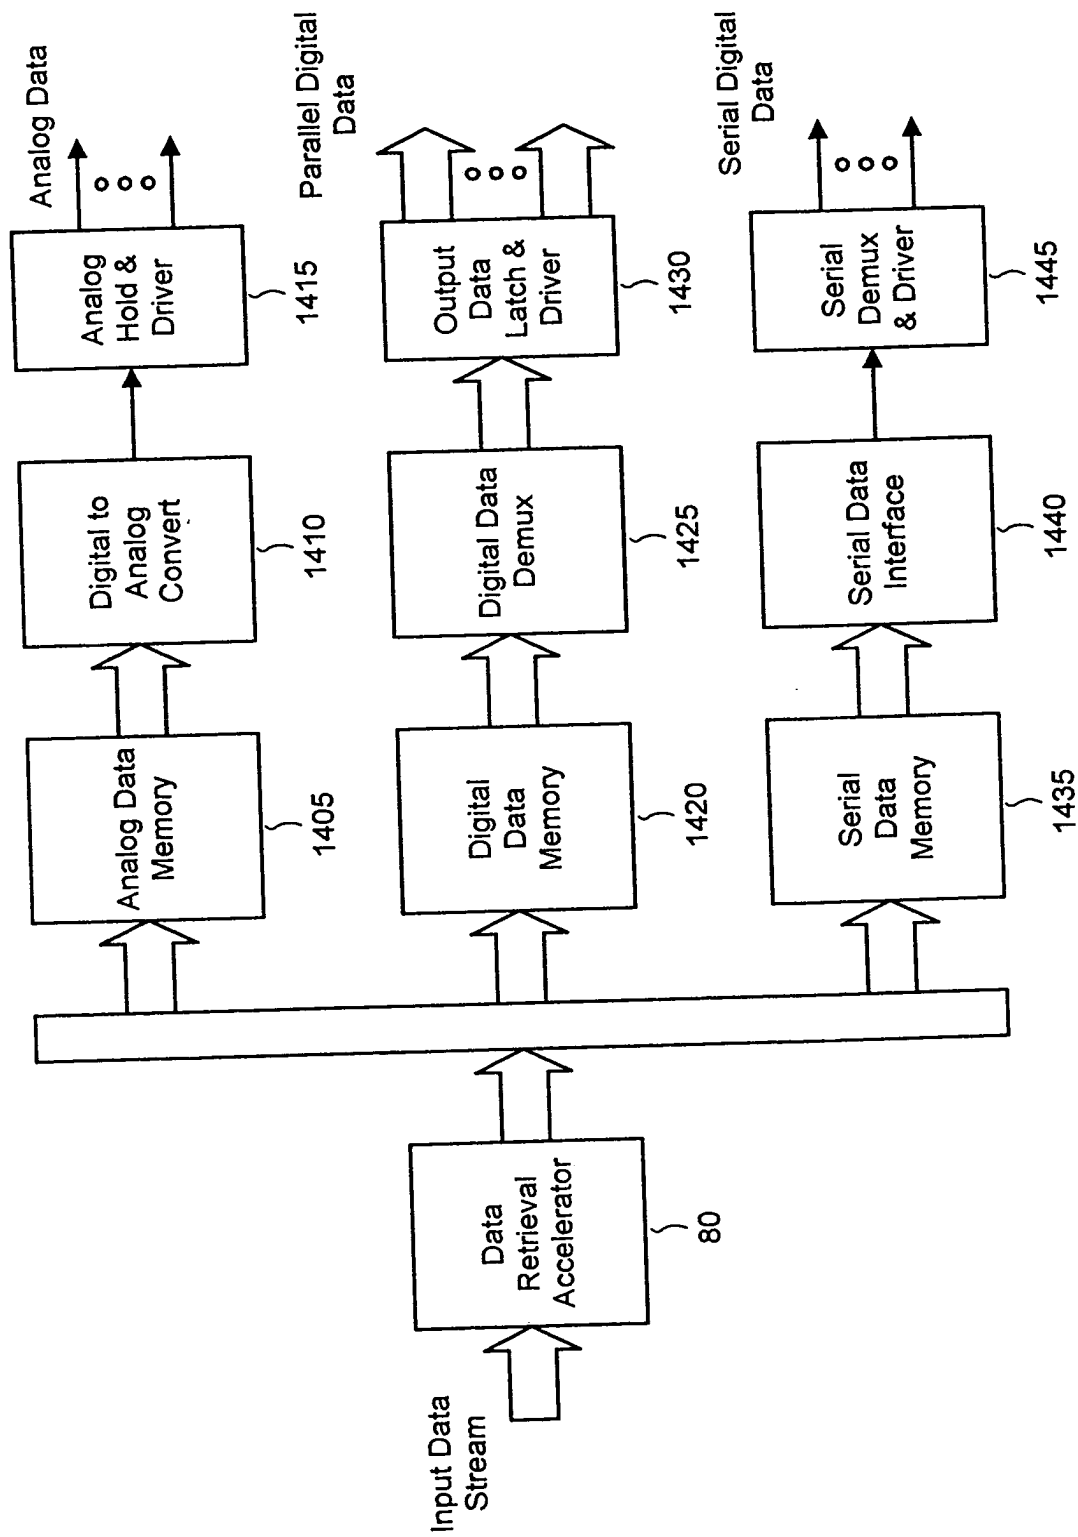 Input Data
Stream
Data
Retrieval
Accelerator
80
Analog Data
Memory
1405
Digital to
Analog
Convert
1410
Analog
Hold &
Driver
1415
Analog Data
Digital
Data
Memory
1420
Digital Data
Demux
1425
Output
Data
Latch &
Driver
1430
Parallel Digital
Data
Serial
Data
Memory
1435
Serial Data
Interface
1440
Serial
Demux
& Driver
1445
Serial Digital
Data